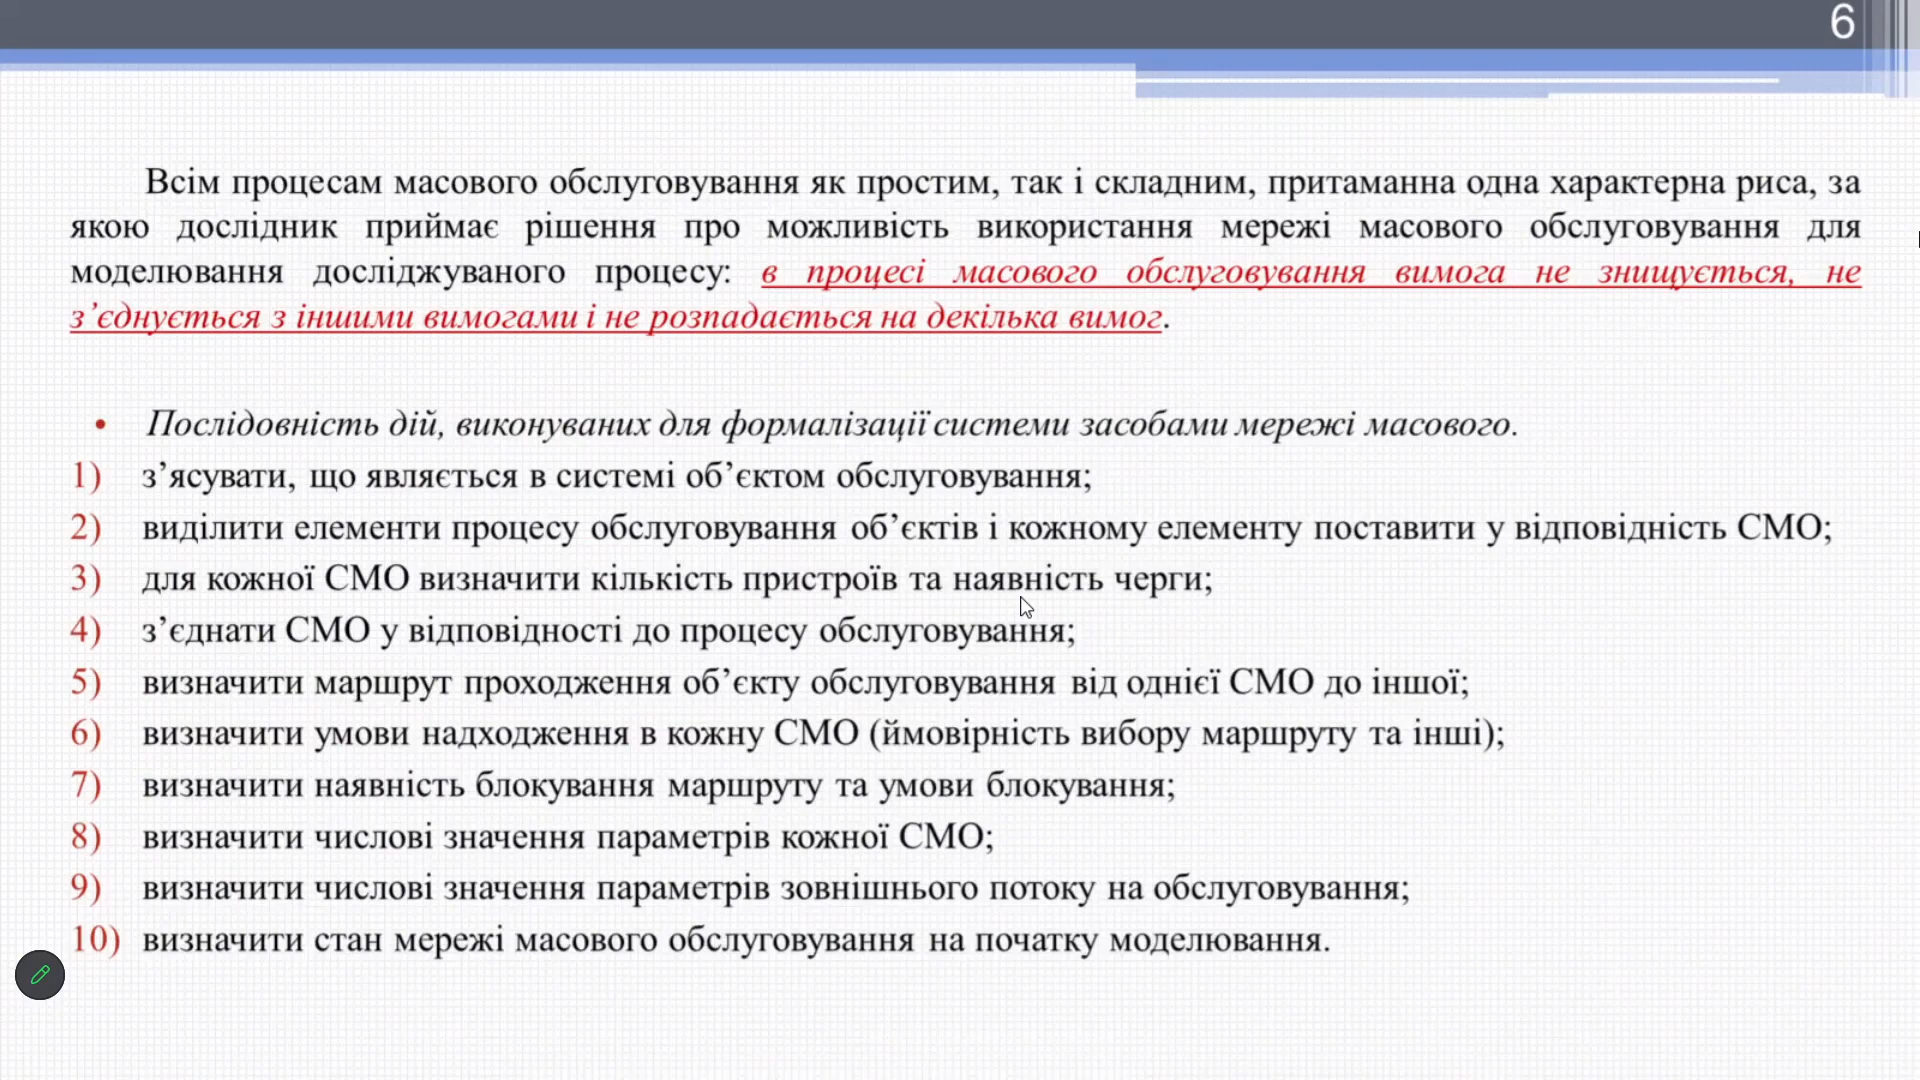 6
Всім процесам масового обслуговування як простим, так і складним, притаманна одна характерна риса, за
якою дослідник приймає рішення про можливість використання мережі масового обслуговування для
моделювання досліджуваного процесу: в процесі масового обслуговування вимога не знищується, не
з’єднується з іншими вимогами і не розпадається на декілька вимог.
• Послідовність дій, виконуваних для формалізації системи засобами мережі масового.
1) з’ясувати, що являється в системі об’єктом обслуговування;
2) виділити елементи процесу обслуговування об’єктів і кожному елементу поставити у відповідність СМО;
3) для кожної СМО визначити кількість пристроїв та наявність черги;
4) з’єднати СМО у відповідності до процесу обслуговування;
5) визначити маршрут проходження об’єкту обслуговування від однієї СМО до іншої;
6) визначити умови надходження в кожну СМО (ймовірність вибору маршруту та інші);
7) визначити наявність блокування маршруту та умови блокування;
8) визначити числові значення параметрів кожної СМО;
9) визначити числові значення параметрів зовнішнього потоку на обслуговування;
10) визначити стан мережі масового обслуговування на початку моделювання.